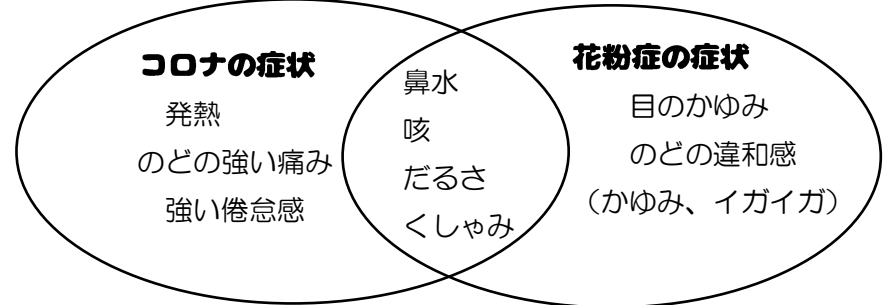 コロナの症状
発熱
のどの強い痛み
強い倦怠感
鼻水
咳
だるさ
くしゃみ
花粉症の症状
目のかゆみ
のどの違和感
（かゆみ、イガイガ）